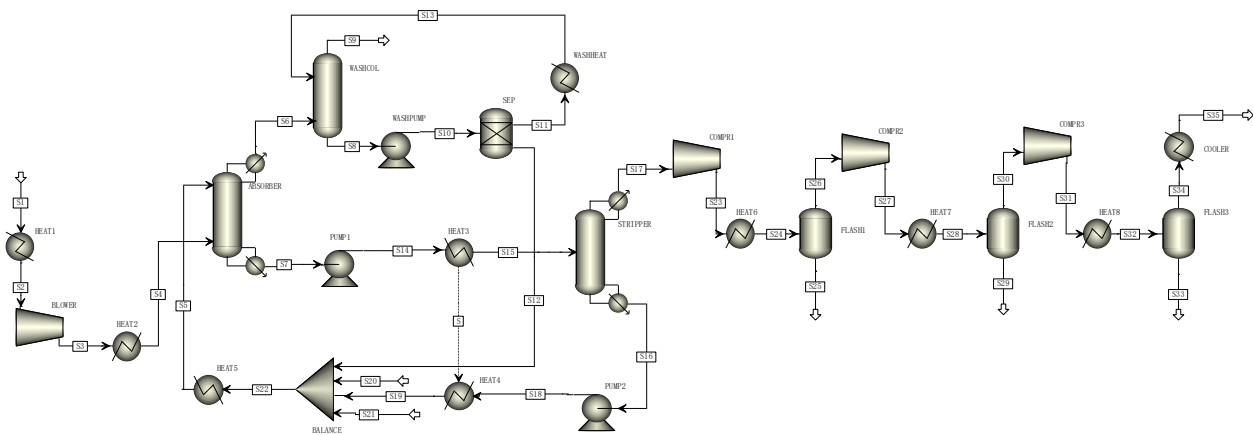 S13
S9
WASHHEAT
WASHCOL
SEP
S6
WASHPUMP
S10
S11
S8
COMPR1
COMPR2
COMPR3
S35
COOLER
S17
S26
S30
S34
ABSORBER
S1
STRIPPER
S23
S27
S31
HEAT1
PUMP1
S14
HEAT3
S15
HEAT6
S24
FLASH1
HEAT7
S28
FLASH2
HEAT8
S32
FLASH3
S7
S2
S4
S5
S12
S25
S29
S33
BLOWER
S
S3
HEAT2
S16
HEAT5
S22
S20
HEAT4
S18
PUMP2
S19
S21
BALANCE